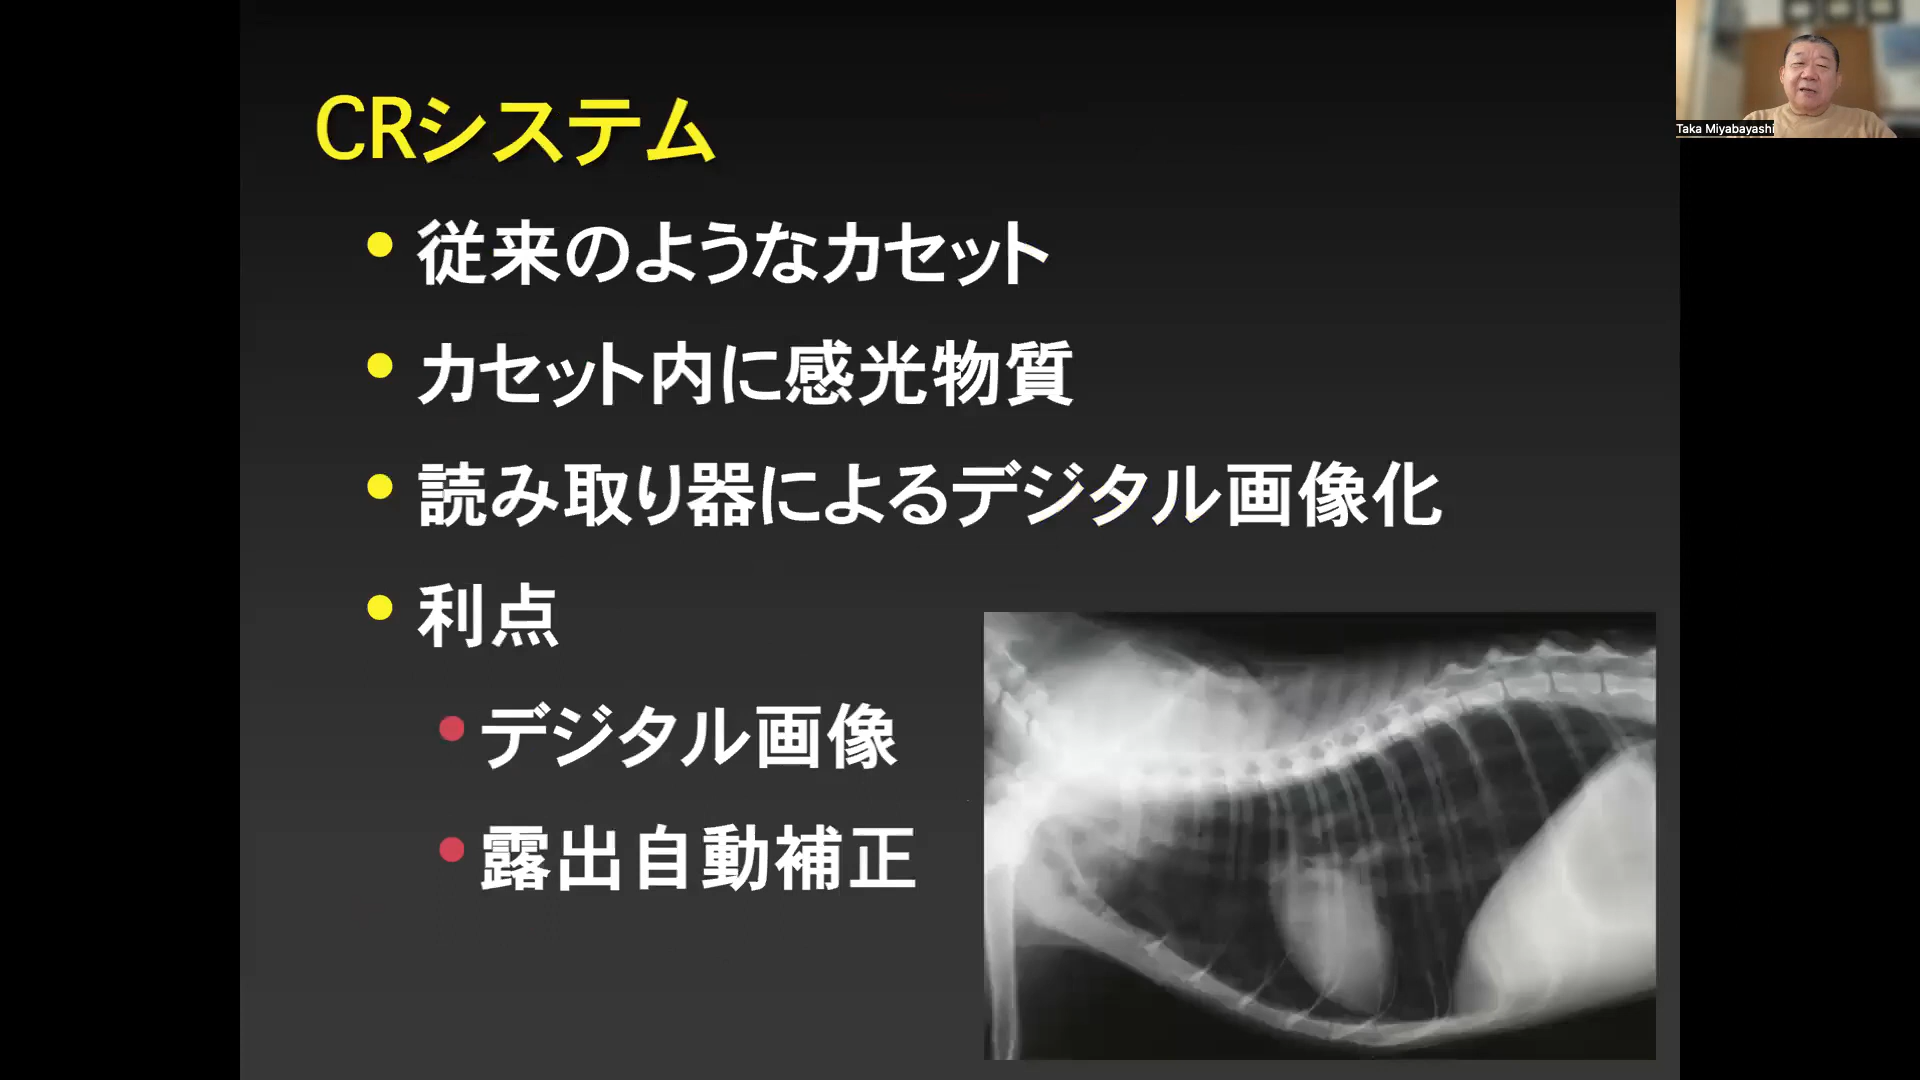 CRシステム
従来のようなカセット
カセット内に感光物質
読み取り器によるデジタル画像化
利点
デジタル画像
露出自動補正
Taka Miyabayashi